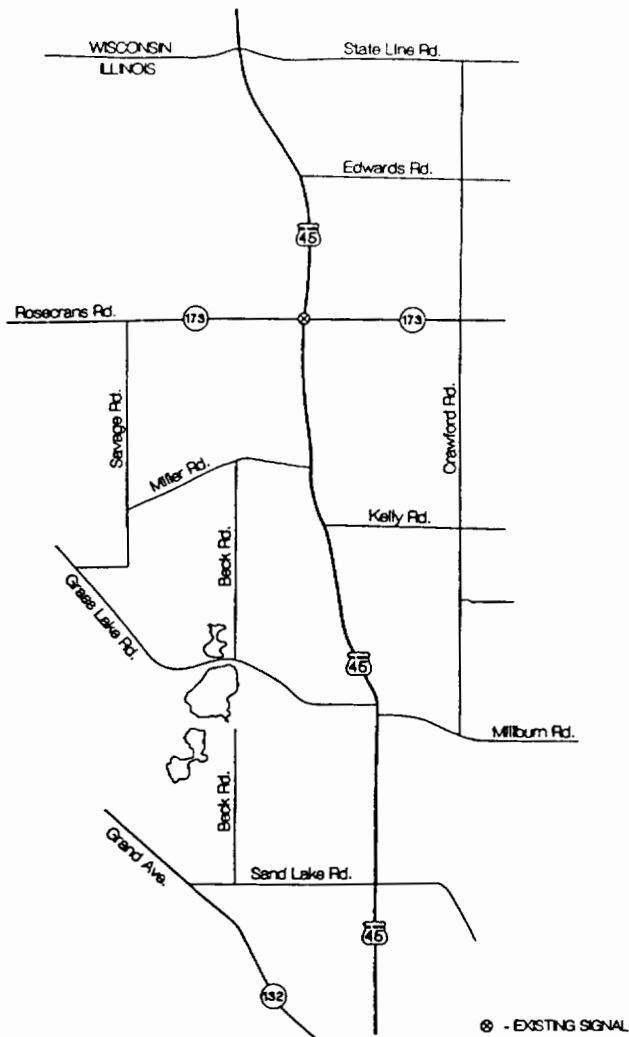 WISCONSIN
ILLINOIS
State Line Rd.
Edwards Rd.
45
Rosecrans Rd.
173
173
Savage Rd.
Crawford Rd.
Miller Rd.
Kelly Rd.
Beck Rd.
Grass Lake Rd.
45
Millburn Rd.
Beck Rd.
Grand Ave.
Sand Lake Rd.
45
132
⊗ - EXISTING SIGNAL